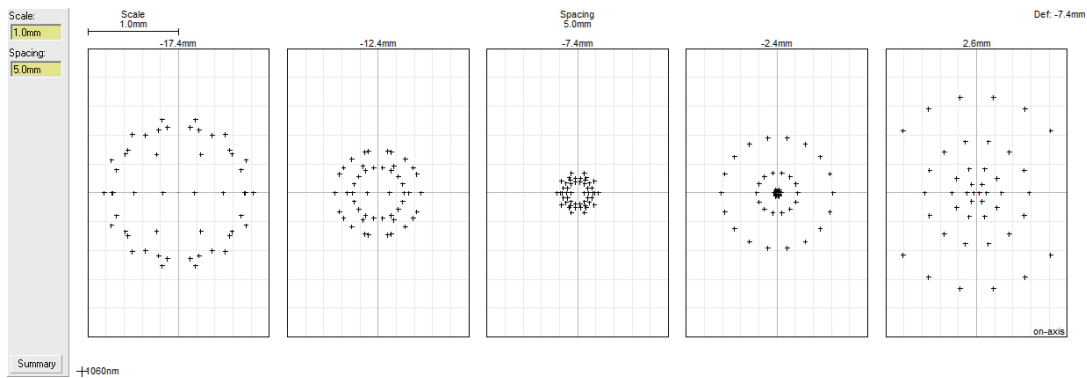 Scale:
1.0mm
Spacing:
5.0mm
Summary
Scale
1.0mm
Spacing
5.0mm
Def: -7.4mm
-17.4mm
-12.4mm
-7.4mm
-2.4mm
2.6mm
on-axis
1060nm